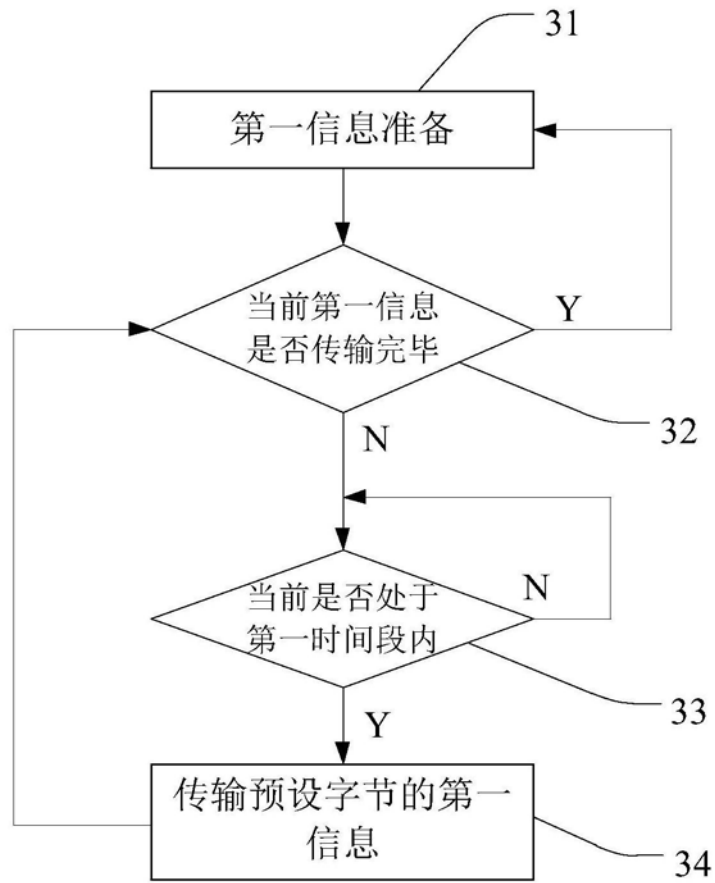 31
第一信息准备
当前第一信息
是否传输完毕
Y
32
N
当前是否处于
第一时间段内
N
33
Y
传输预设字节的第一
信息
34